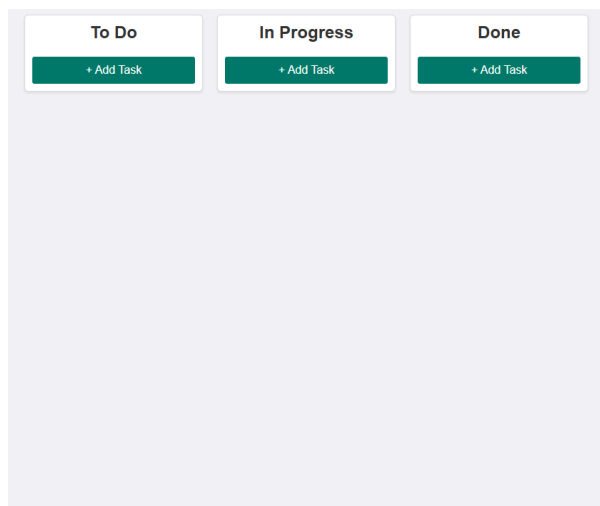 To Do
+ Add Task
In Progress
+ Add Task
Done
+ Add Task